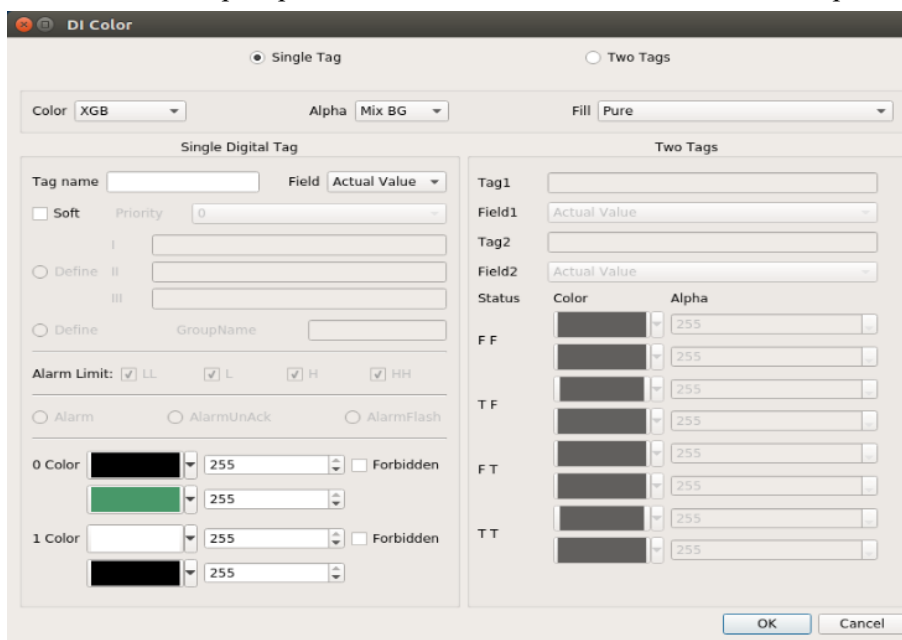 DI Color
Single Tag Two Tags
Color XGB Alpha Mix BG Fill Pure
Single Digital Tag
Tag name Field Actual Value
Soft Priority 0
I
Define II
III
Define GroupName
Alarm Limit: LL L H HH
Alarm AlarmUnAck AlarmFlash
0 Color 255 Forbidden
255
1 Color 255 Forbidden
255
Two Tags
Tag1
Field1 Actual Value
Tag2
Field2 Actual Value
Status Color Alpha
F F
255
255
T F
255
255
F T
255
255
T T
255
255
OK Cancel